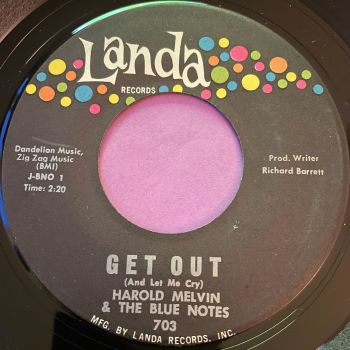 Landa
RECORDS
Dandelion Music,
Zig Zag Music
(BMI)
J-BNO 1
Time: 2:20
Prod. Writer
Richard Barrett
GET OUT
(And Let Me Cry)
HAROLD MELVIN
& THE BLUE NOTES
703
MFG. BY LANDA RECORDS, INC.